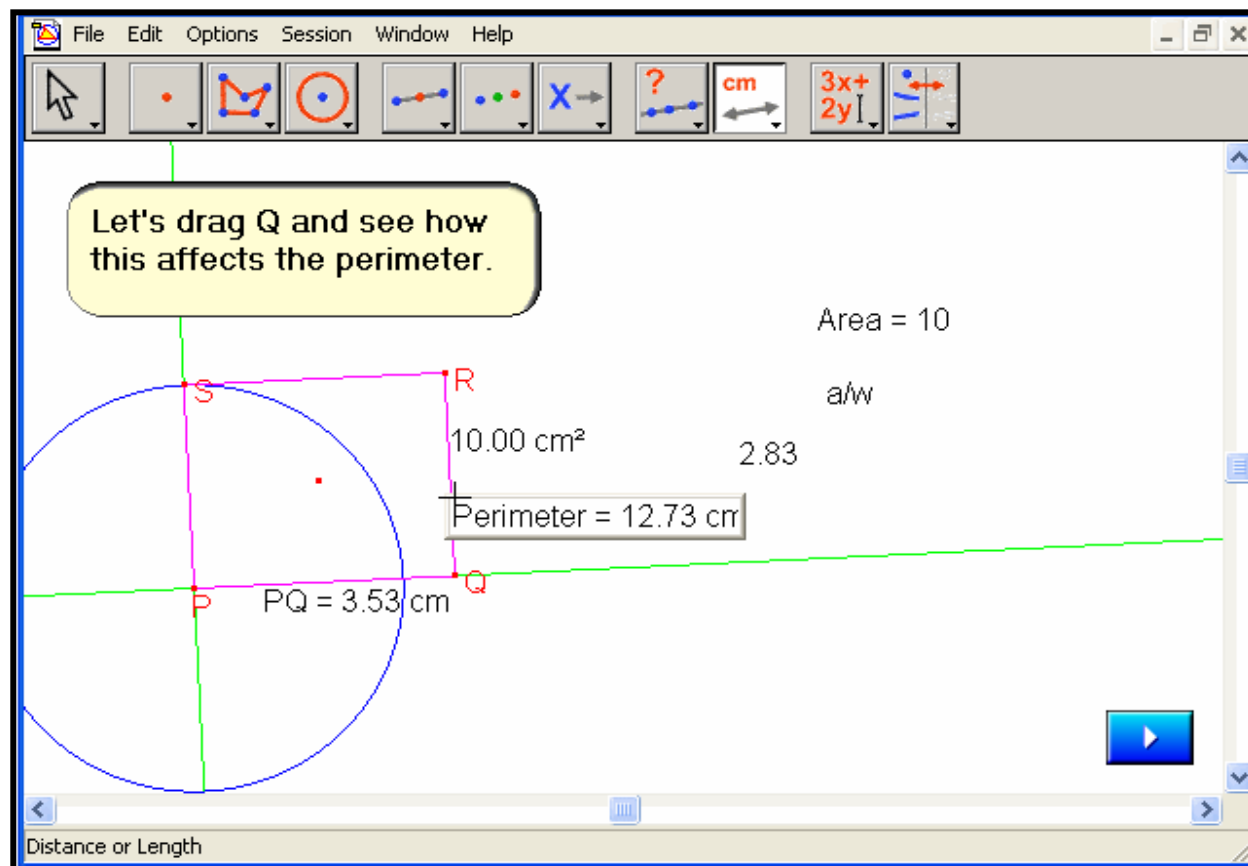 File Edit Options Session Window Help
? cm 3x+
2y
Let's drag Q and see how
this affects the perimeter.
Area = 10
S R a/w
10.00 cm²
2.83
Perimeter = 12.73 cm
P Q
PQ = 3.53 cm
Distance or Length